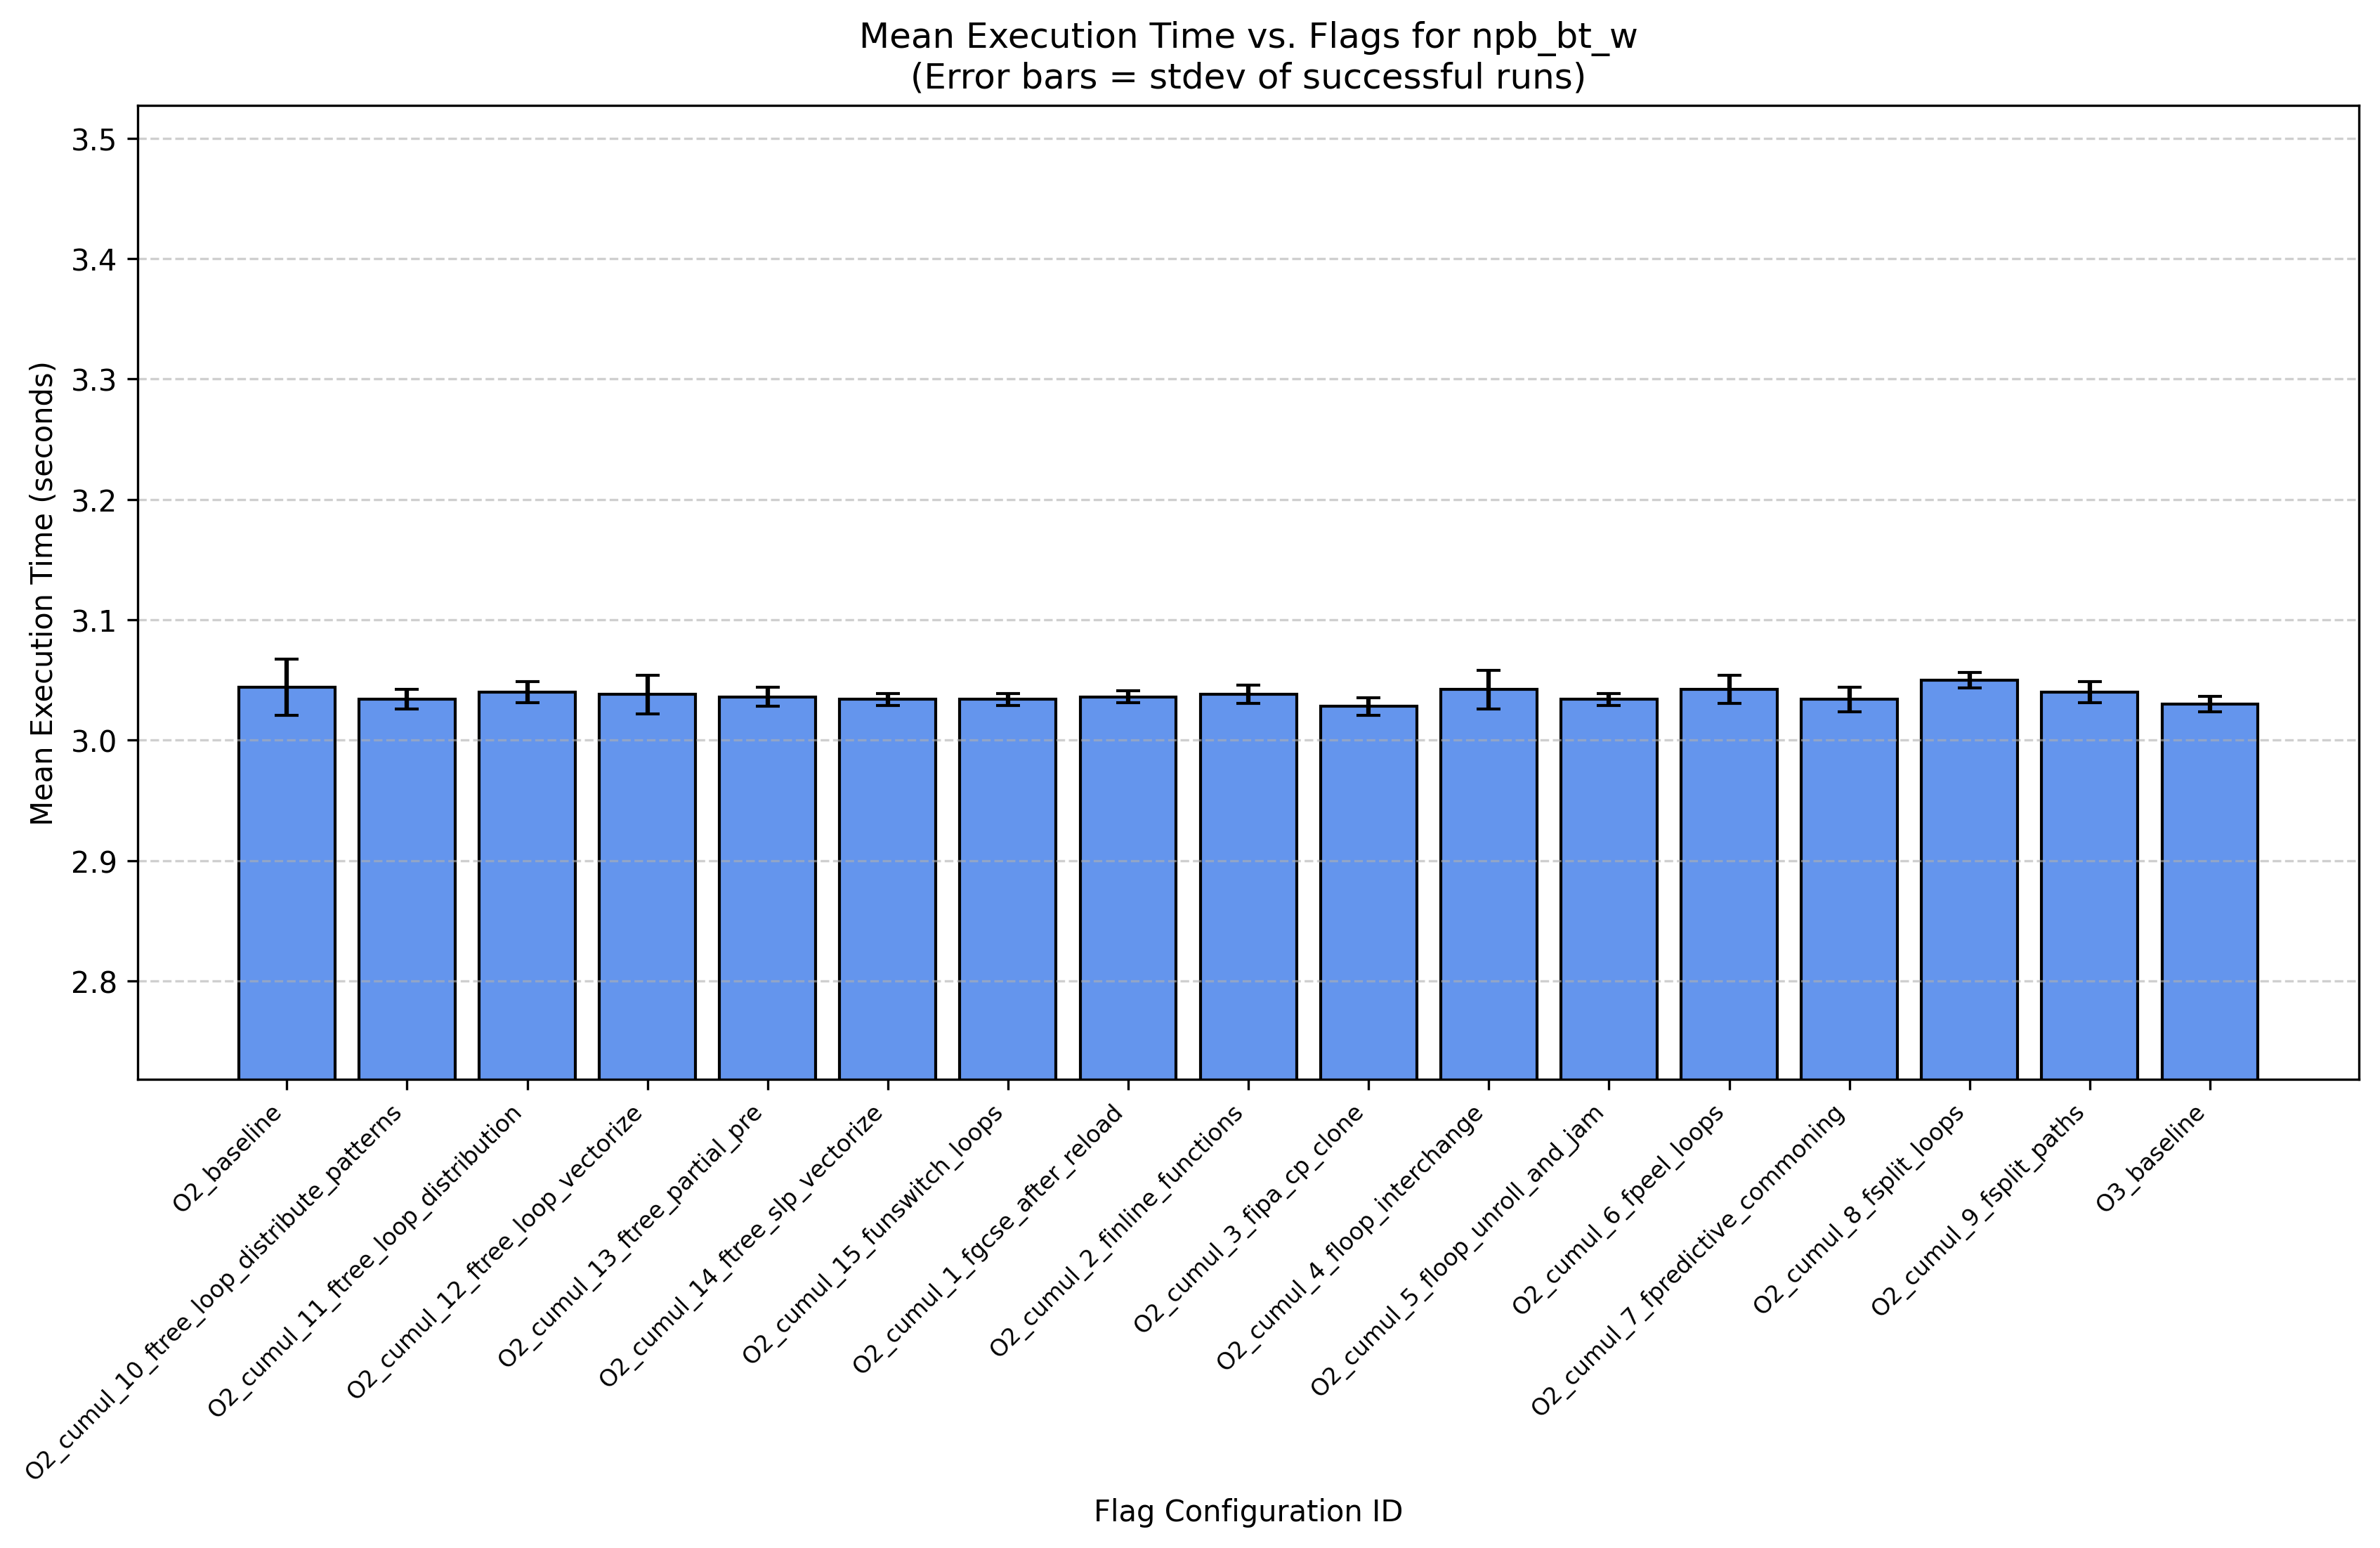 Mean Execution Time vs. Flags for npb_bt_w
(Error bars = stdev of successful runs)
Mean Execution Time (seconds)
3.5
3.4
3.3
3.2
3.1
3.0
2.9
2.8
O2_baseline
O2_cumul_10_ftree_loop_distribute_patterns
O2_cumul_11_ftree_loop_distribution
O2_cumul_12_ftree_loop_vectorize
O2_cumul_13_ftree_partial_pre
O2_cumul_14_ftree_slp_vectorize
O2_cumul_15_funswitch_loops
O2_cumul_1_fgcse_after_reload
O2_cumul_2_finline_functions
O2_cumul_3_fipa_cp_clone
O2_cumul_4_floop_interchange
O2_cumul_5_floop_unroll_and_jam
O2_cumul_6_fpeel_loops
O2_cumul_7_fpredictive_commoning
O2_cumul_8_fsplit_loops
O2_cumul_9_fsplit_paths
O3_baseline
Flag Configuration ID